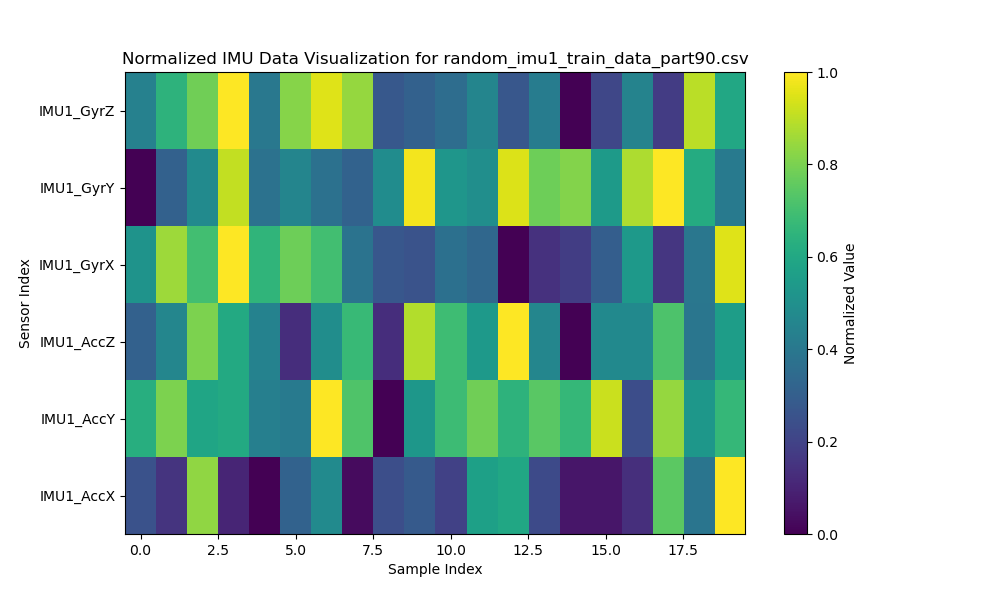 Normalized IMU Data Visualization for random_imu1_train_data_part90.csv
IMU1_GyrZ
IMU1_GyrY
IMU1_GyrX
IMU1_AccZ
IMU1_AccY
IMU1_AccX
Sensor Index
0.0 2.5 5.0 7.5 10.0 12.5 15.0 17.5
Sample Index
1.0
0.8
0.6
0.4
0.2
0.0
Normalized Value